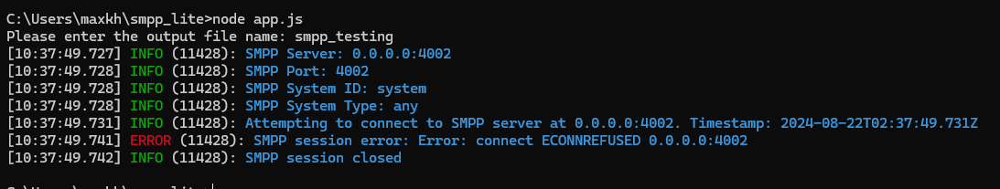 C:\Users\maxkh\smpp_lite>node app.js
Please enter the output file name: smpp_testing
[10:37:49.727] INFO (11428): SMPP Server: 0.0.0.0:4002
[10:37:49.728] INFO (11428): SMPP Port: 4002
[10:37:49.728] INFO (11428): SMPP System ID: system
[10:37:49.728] INFO (11428): SMPP System Type: any
[10:37:49.731] INFO (11428): Attempting to connect to SMPP server at 0.0.0.0:4002. Timestamp: 2024-08-22T02:37:49.731Z
[10:37:49.741] ERROR (11428): SMPP session error: Error: connect ECONNREFUSED 0.0.0.0:4002
[10:37:49.742] INFO (11428): SMPP session closed